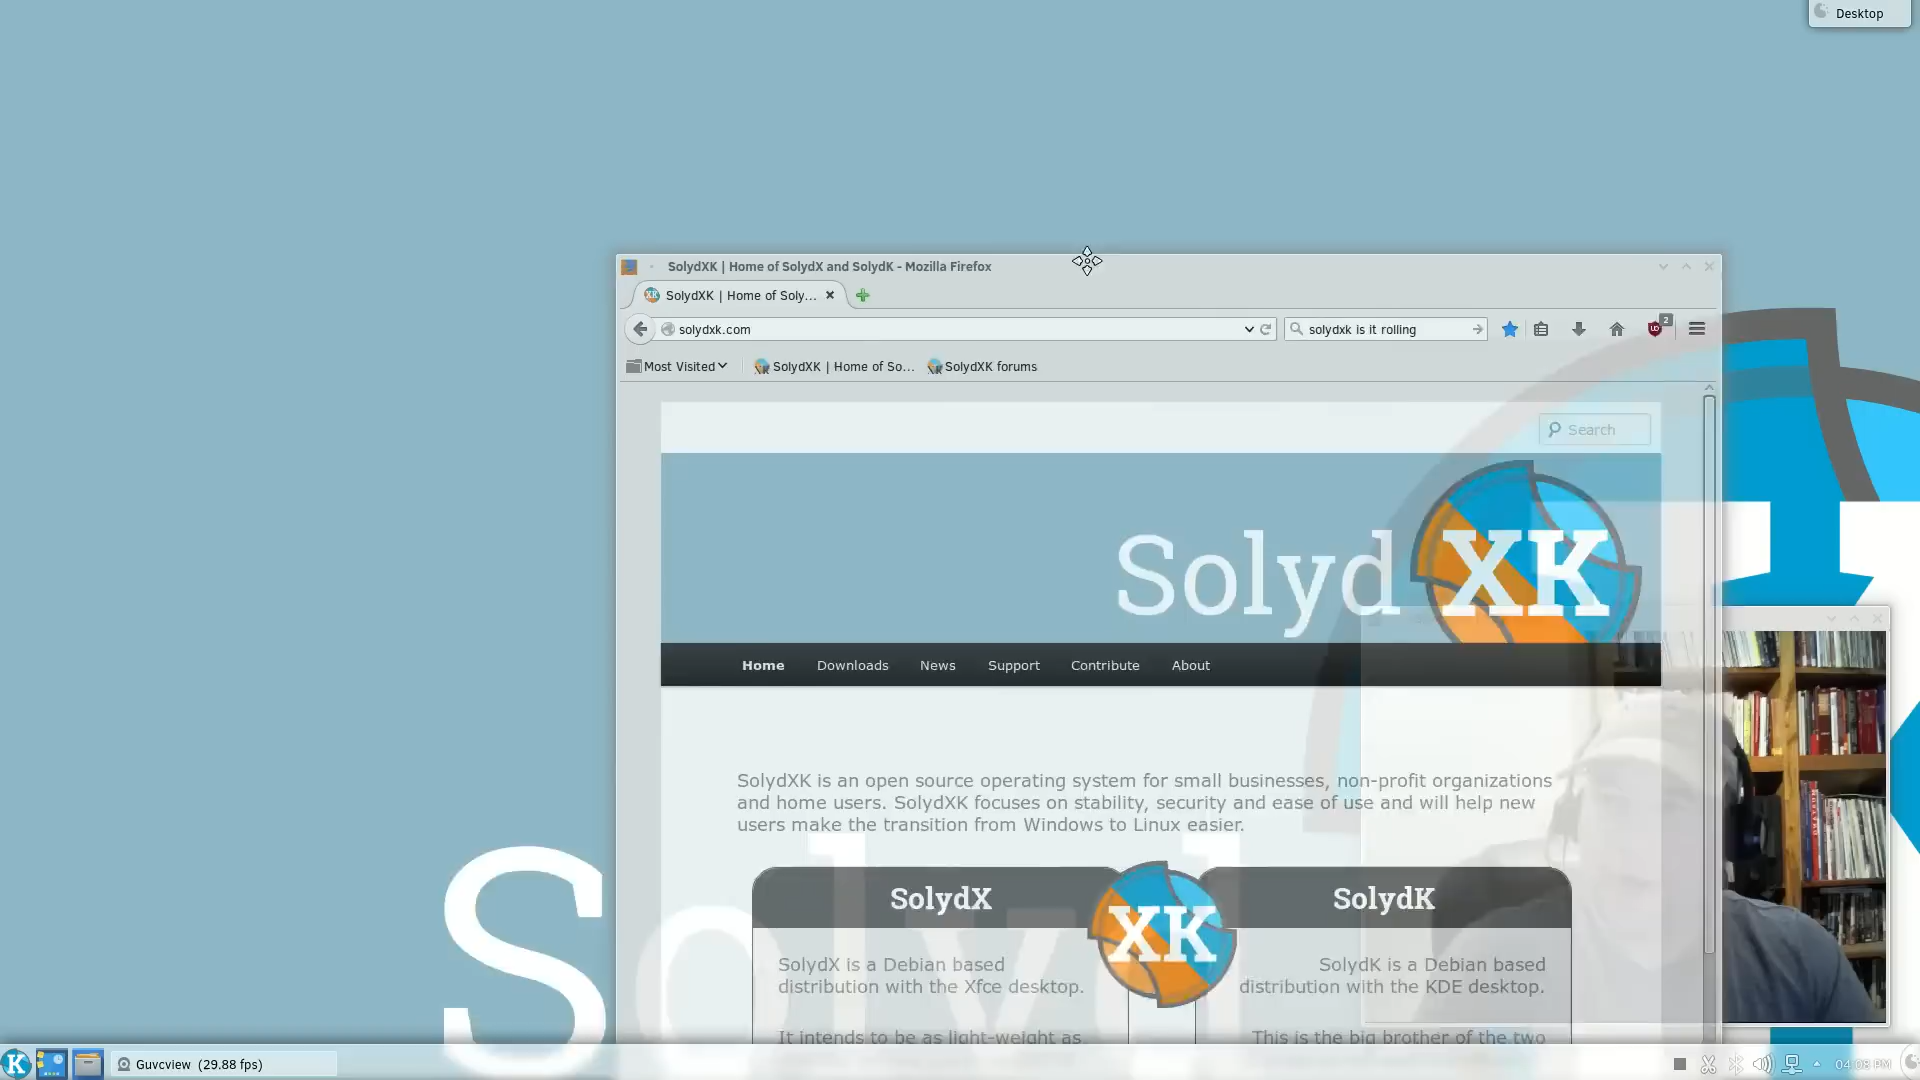 Desktop
SolydXK | Home of SolydX and SolydK - Mozilla Firefox
SolydXK | Home of Soly...
solydxk.com
solydxk is it rolling
2
Most Visited
SolydXK | Home of So...
SolydXK forums
Search
Solyd XK
Home Downloads News Support Contribute About
SolydXK is an open source operating system for small businesses, non-profit organizations
and home users. SolydXK focuses on stability, security and ease of use and will help new
users make the transition from Windows to Linux easier.
SolydX
XK
SolydK
SolydX is a Debian based
distribution with the Xfce desktop.
SolydK is a Debian based
distribution with the KDE desktop.
It intends to be as light-weight as
This is the big brother of the two
Solyd
K
Guvcview (29.88 fps)
04:08 PM